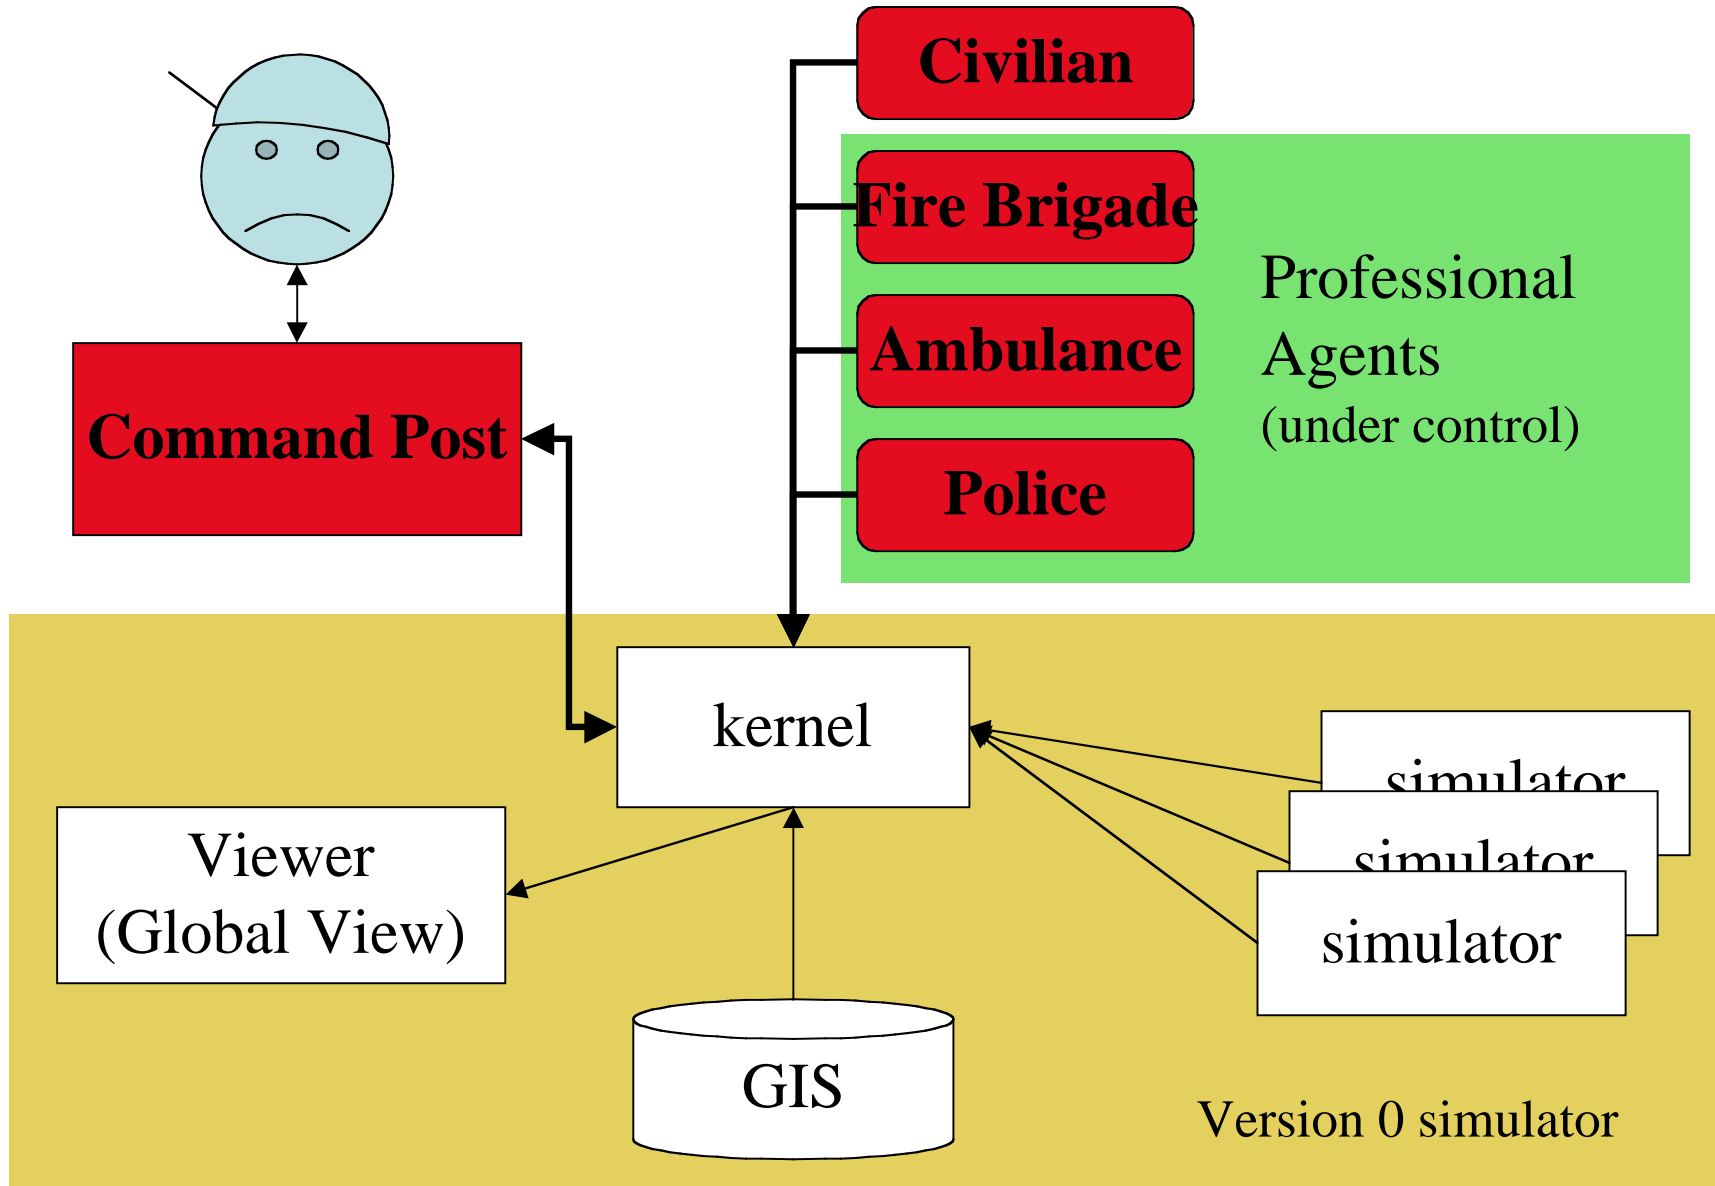 Civilian
Fire Brigade
Professional
Agents
(under control)
Ambulance
Command Post
Police
kernel
simulator
simulator
simulator
Viewer
(Global View)
GIS
Version 0 simulator